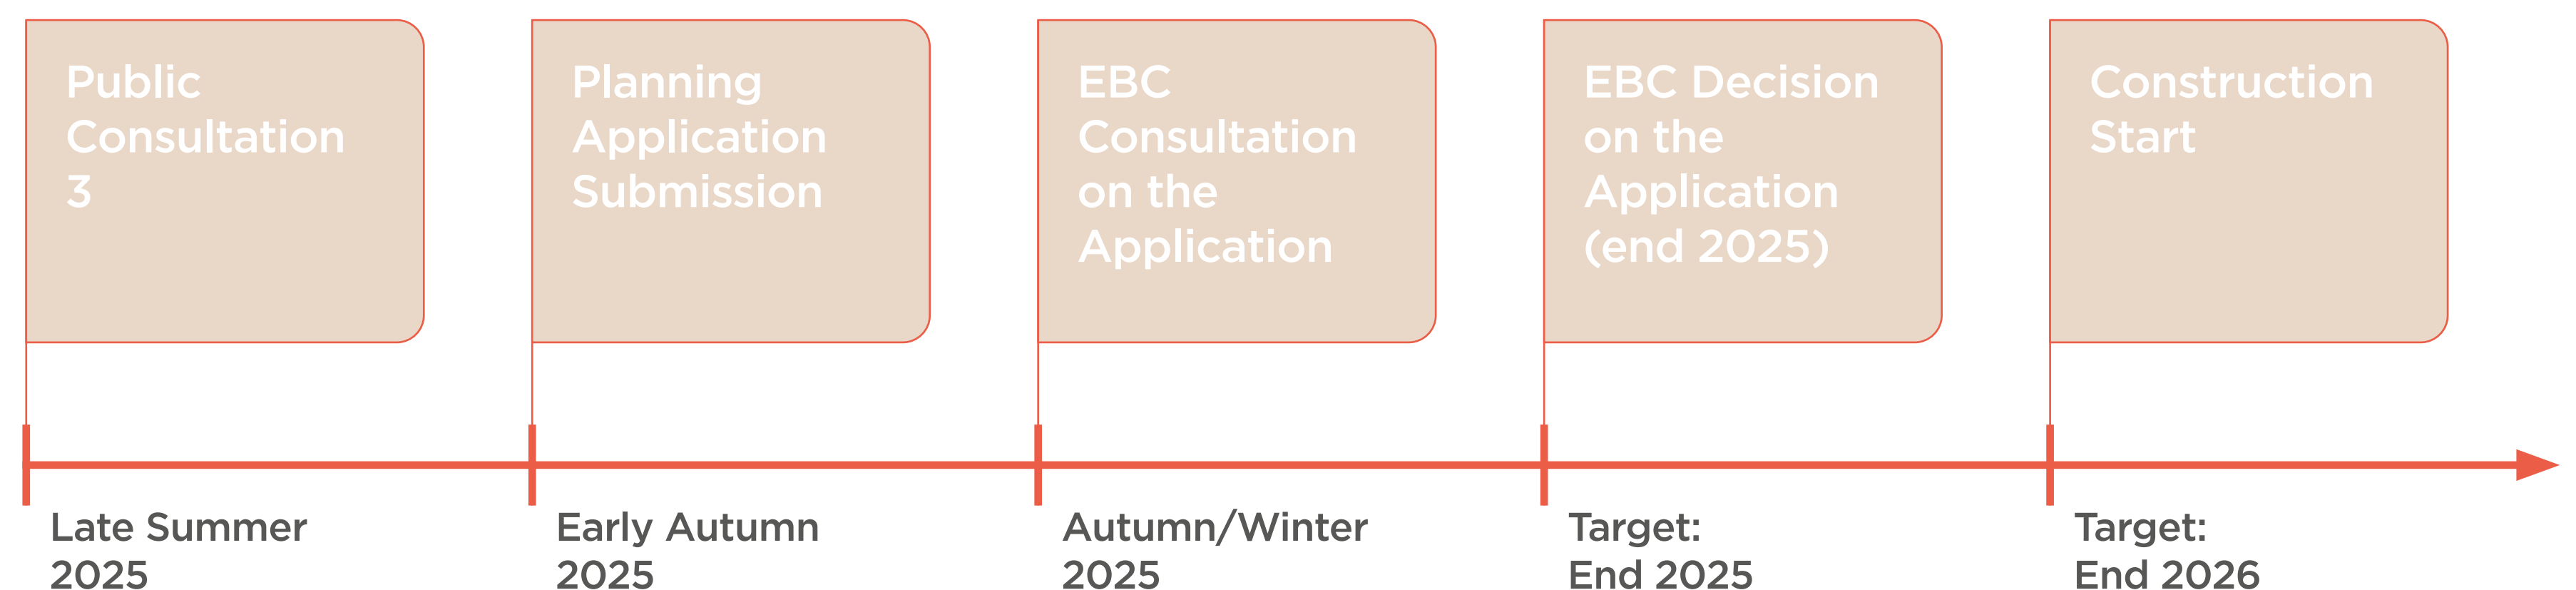 Public
Consultation
3
Planning
Application
Submission
EBC
Consultation
on the
Application
EBC Decision
on the
Application
(end 2025)
Construction
Start
Late Summer
2025
Early Autumn
2025
Autumn/Winter
2025
Target:
End 2025
Target:
End 2026